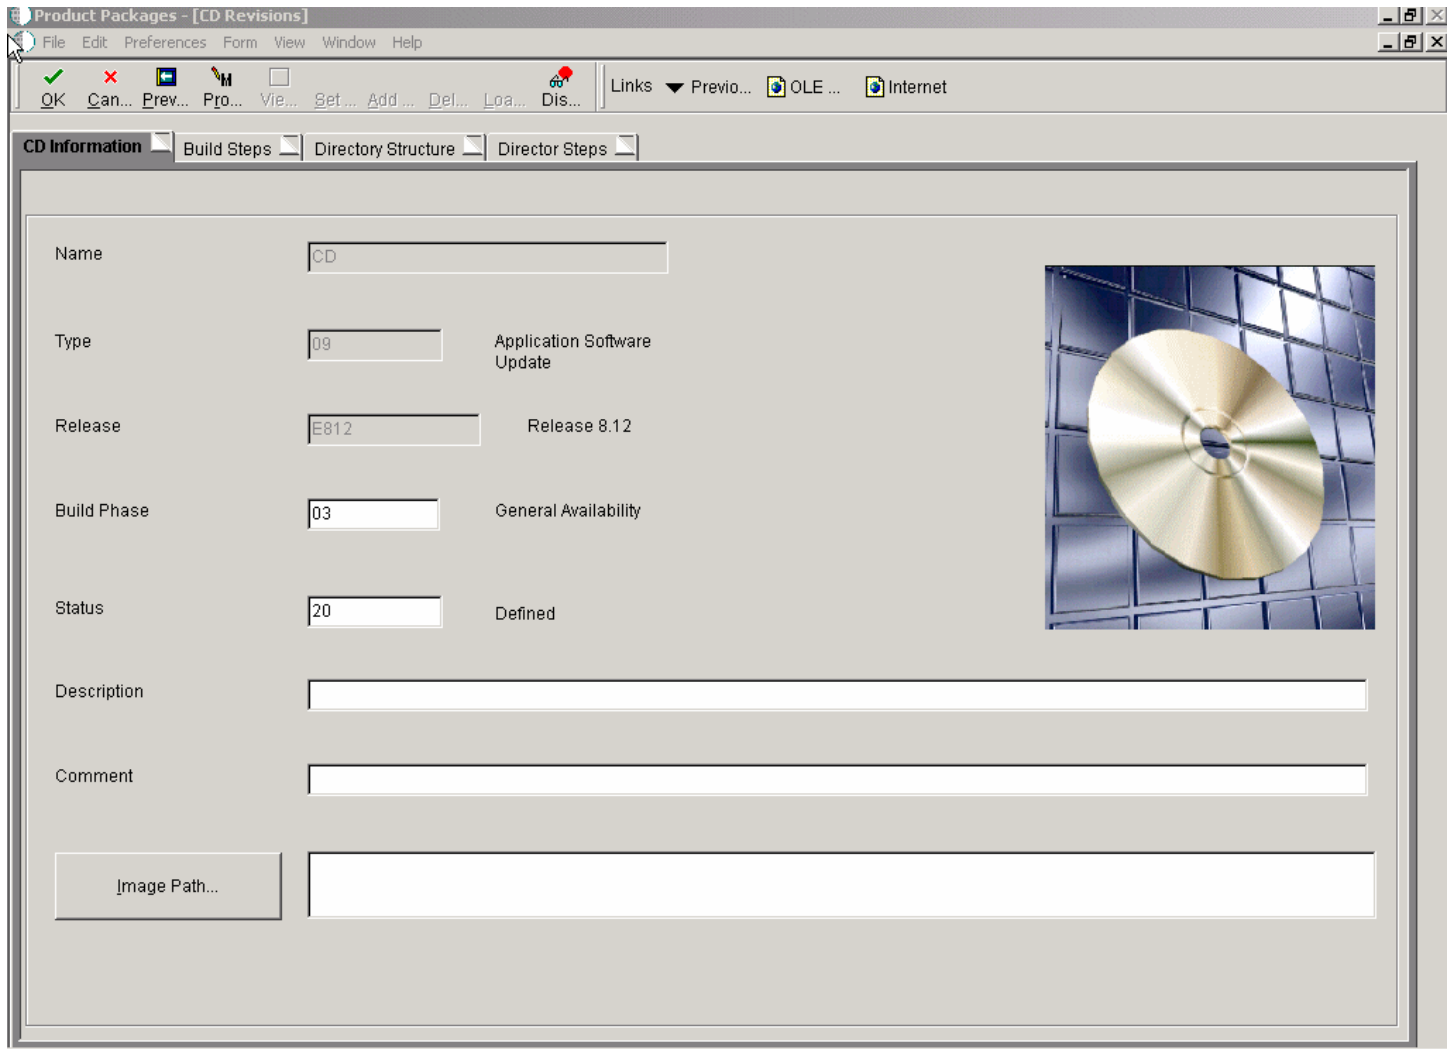 Product Packages - [CD Revisions]
File Edit Preferences Form View Window Help
OK Can... Prev... Pro... Vie... Set ... Add ... Del... Loa... Dis... Links Previo... OLE ... Internet
CD Information Build Steps Directory Structure Director Steps
Name CD
Type 09 Application Software
Update
Release E812 Release 8.12
Build Phase 03 General Availability
Status 20 Defined
Description
Comment
Image Path...